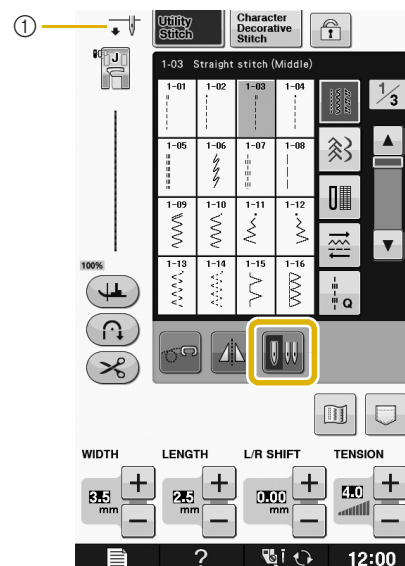 ①
Utility Stitch
Character Decorative Stitch
J
1-03 Straight stitch (Middle)
1-01 1-02 1-03 1-04
1/3
1-05 1-06 1-07 1-08
1-09 1-10 1-11 1-12
1-13 1-14 1-15 1-16
Q
100%
WIDTH LENGTH L/R SHIFT TENSION
3.5 mm + − 2.5 mm + − 0.00 mm + − 4.0 + −
? 12:00